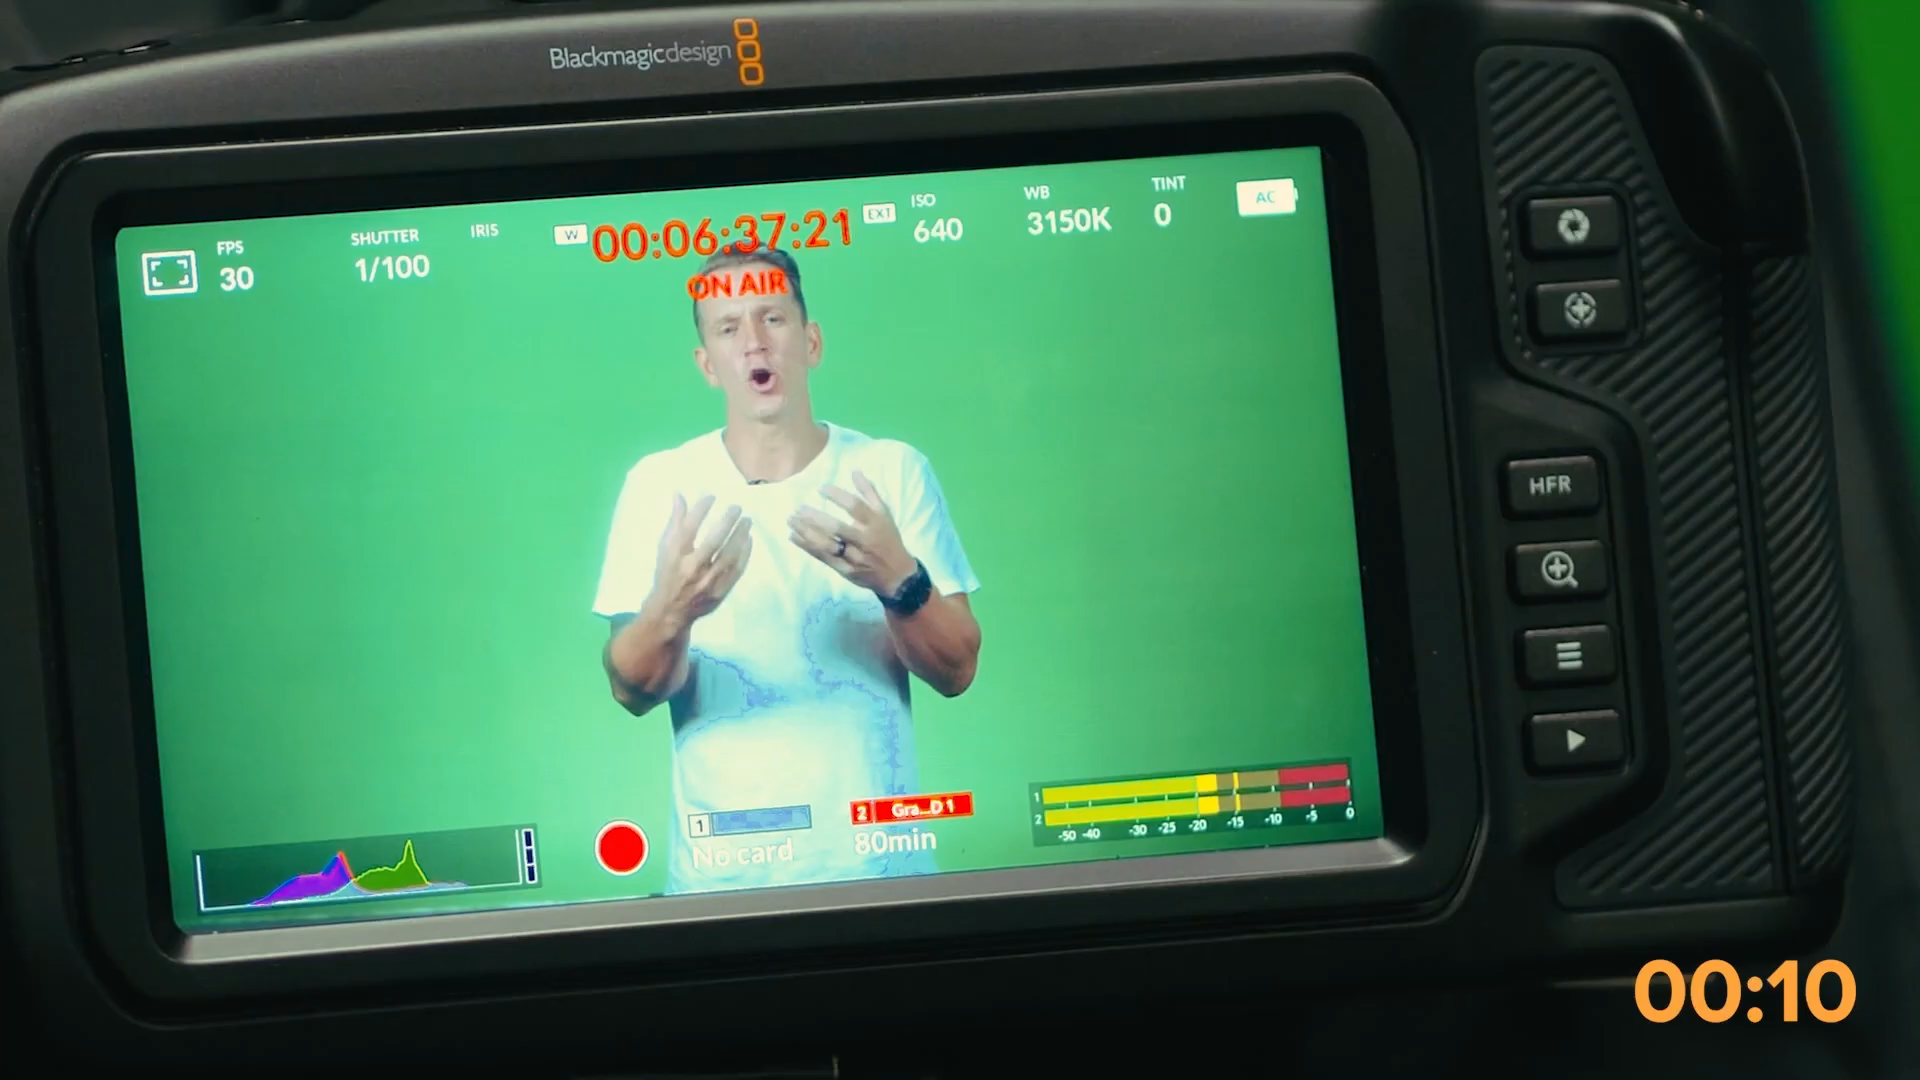 Blackmagicdesign
FPS
30
SHUTTER
1/100
IRIS
W
00:06:37:21
EXT
ISO
640
WB
3150K
TINT
0
AC
ON AIR
HFR
1
No card
2 Gra...D 1
80min
1
2
-50 -40 -30 -25 -20 -15 -10 -5 0
00:10